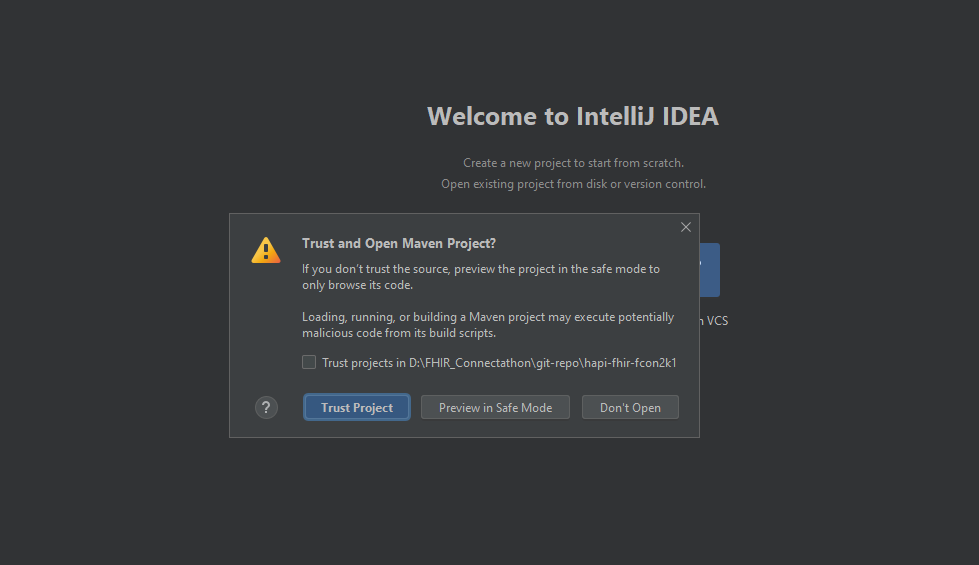 Welcome to IntelliJ IDEA
Create a new project to start from scratch.
Open existing project from disk or version control.
Trust and Open Maven Project?
If you don't trust the source, preview the project in the safe mode to
only browse its code.
Loading, running, or building a Maven project may execute potentially
malicious code from its build scripts.
VCS
Trust projects in D:\FHIR_Connectathon\git-repo\hapi-fhir-fcon2k1
?
Trust Project
Preview in Safe Mode
Don't Open